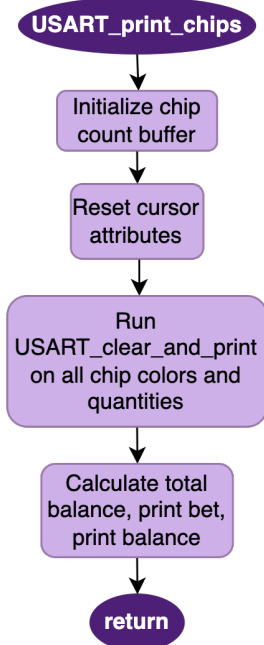 USART_print_chips
Initialize chip
count buffer
Reset cursor
attributes
Run
USART_clear_and_print
on all chip colors and
quantities
Calculate total
balance, print bet,
print balance
return